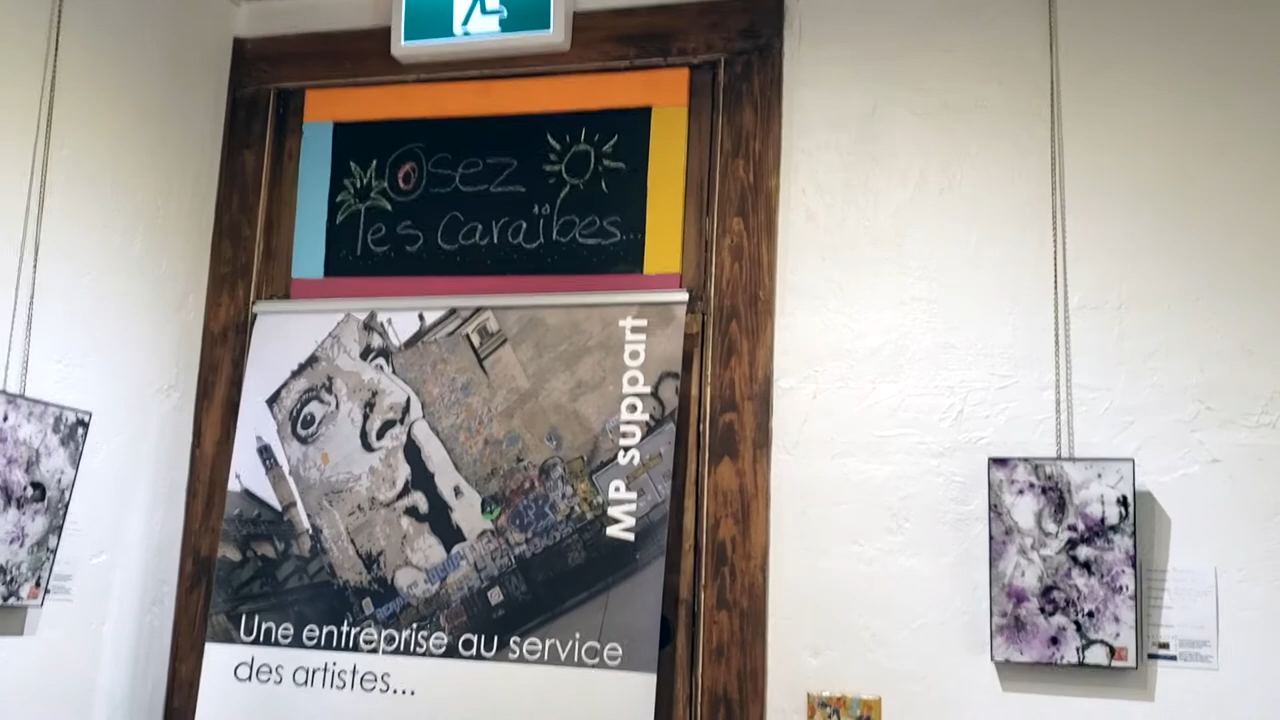 Osez
les Caraïbes...
MP suppart
Une entreprise au service
des artistes...